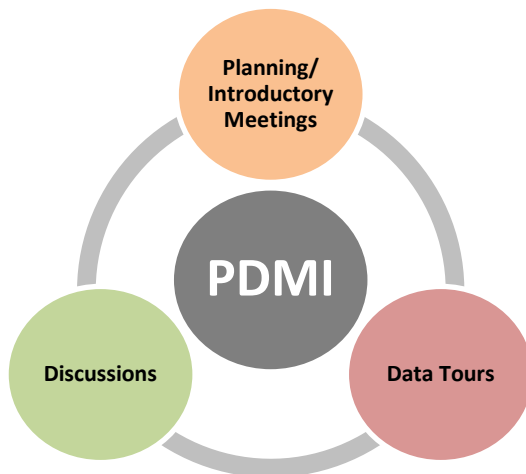 Planning/
Introductory
Meetings
PDMI
Discussions
Data Tours